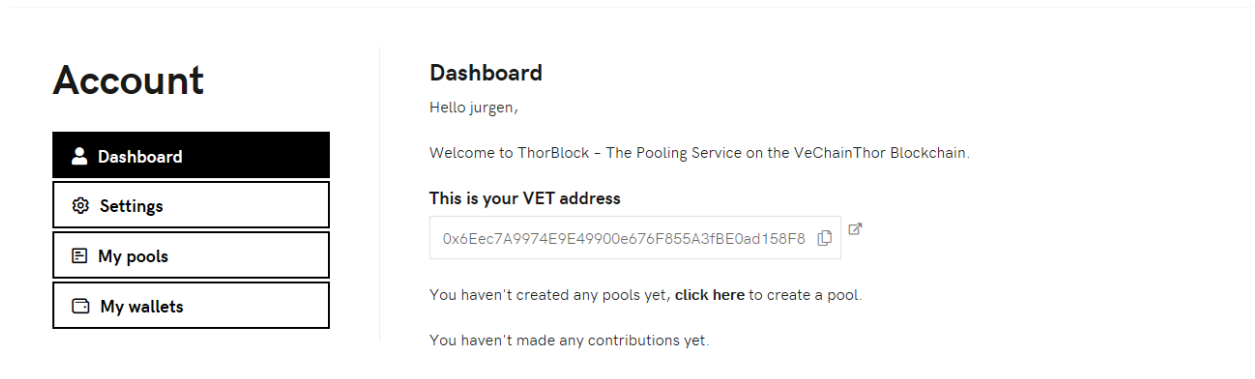 Account
Dashboard
Settings
My pools
My wallets
Dashboard
Hello jurgen,
Welcome to ThorBlock – The Pooling Service on the VeChainThor Blockchain.
This is your VET address
0x6Eec7A9974E9E49900e676F855A3fBE0ad158F8
You haven't created any pools yet, click here to create a pool.
You haven't made any contributions yet.